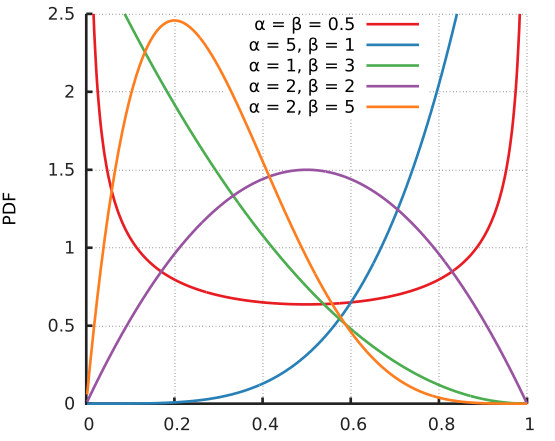 2.5
2
1.5
1
0.5
0
PDF
α = β = 0.5
α = 5, β = 1
α = 1, β = 3
α = 2, β = 2
α = 2, β = 5
0 0.2 0.4 0.6 0.8 1